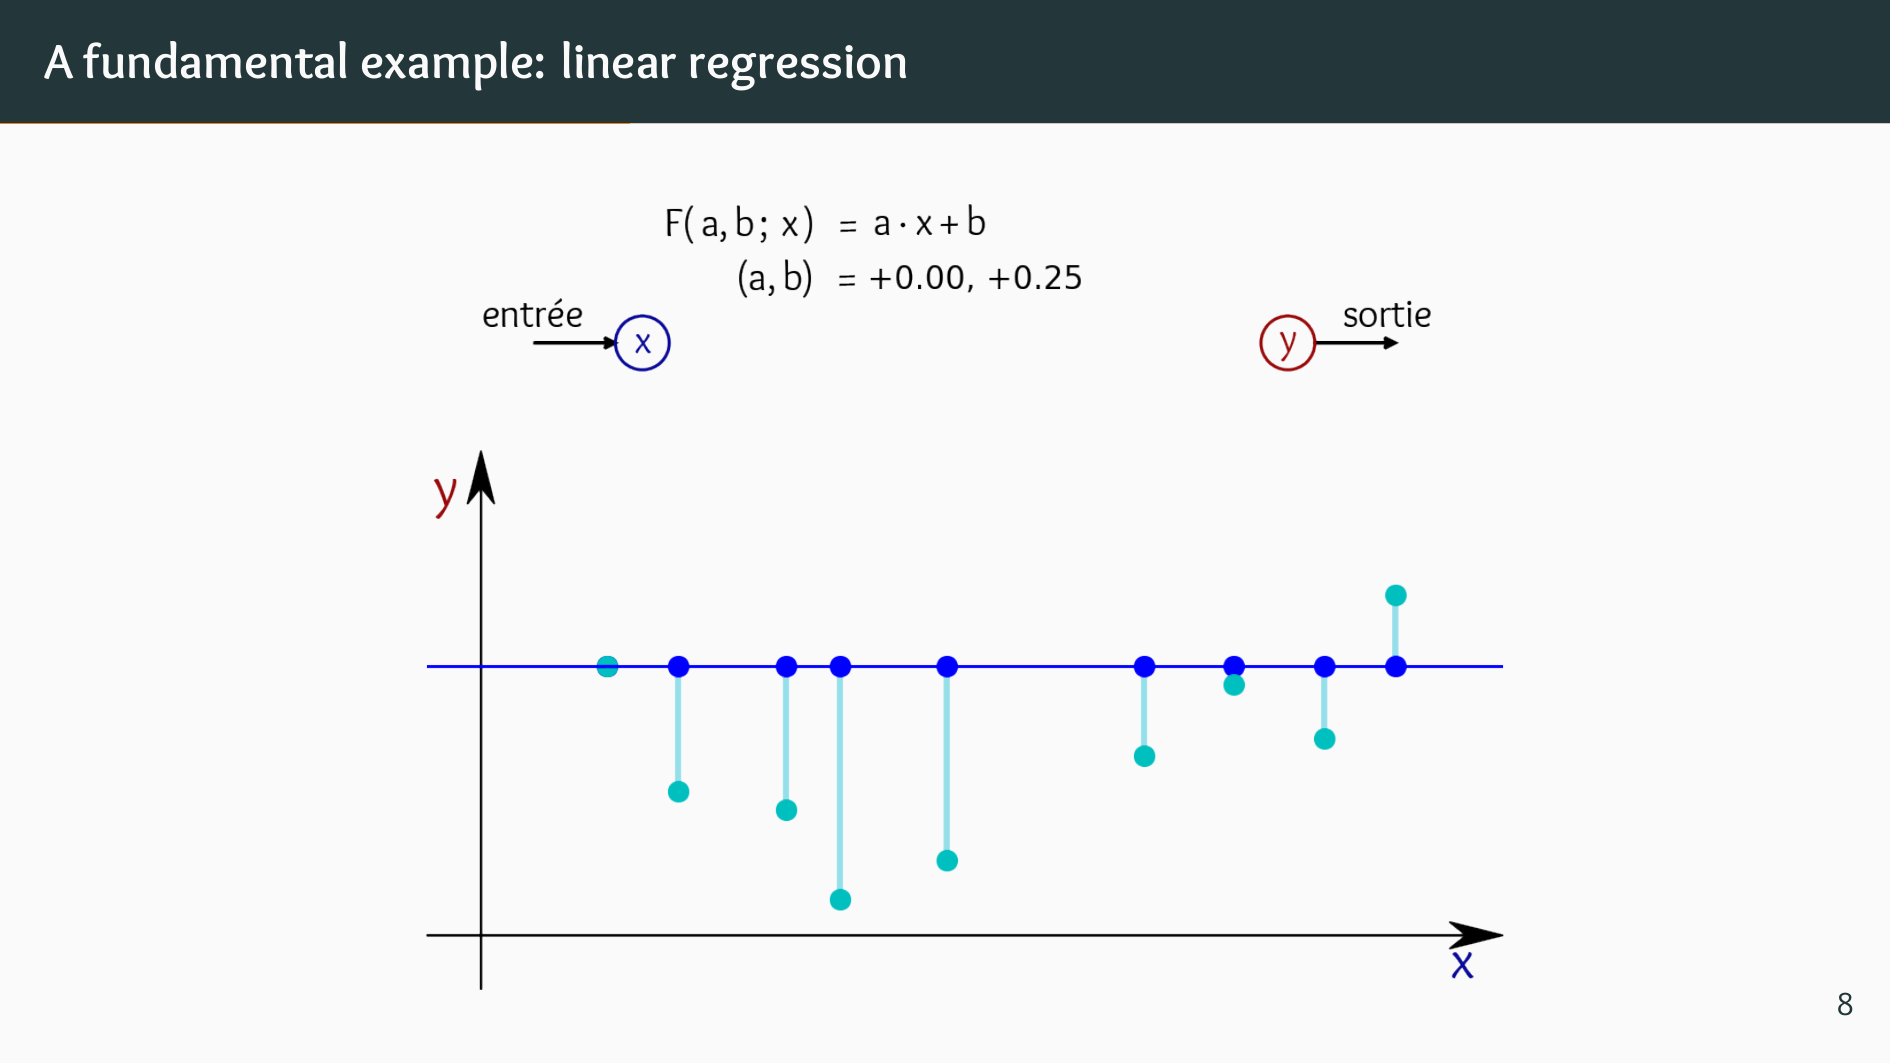 A fundamental example: linear regression
F(a,b; x) = a · x + b
(a,b) = +0.00, +0.25
entrée
x
y
sortie
y
x
8